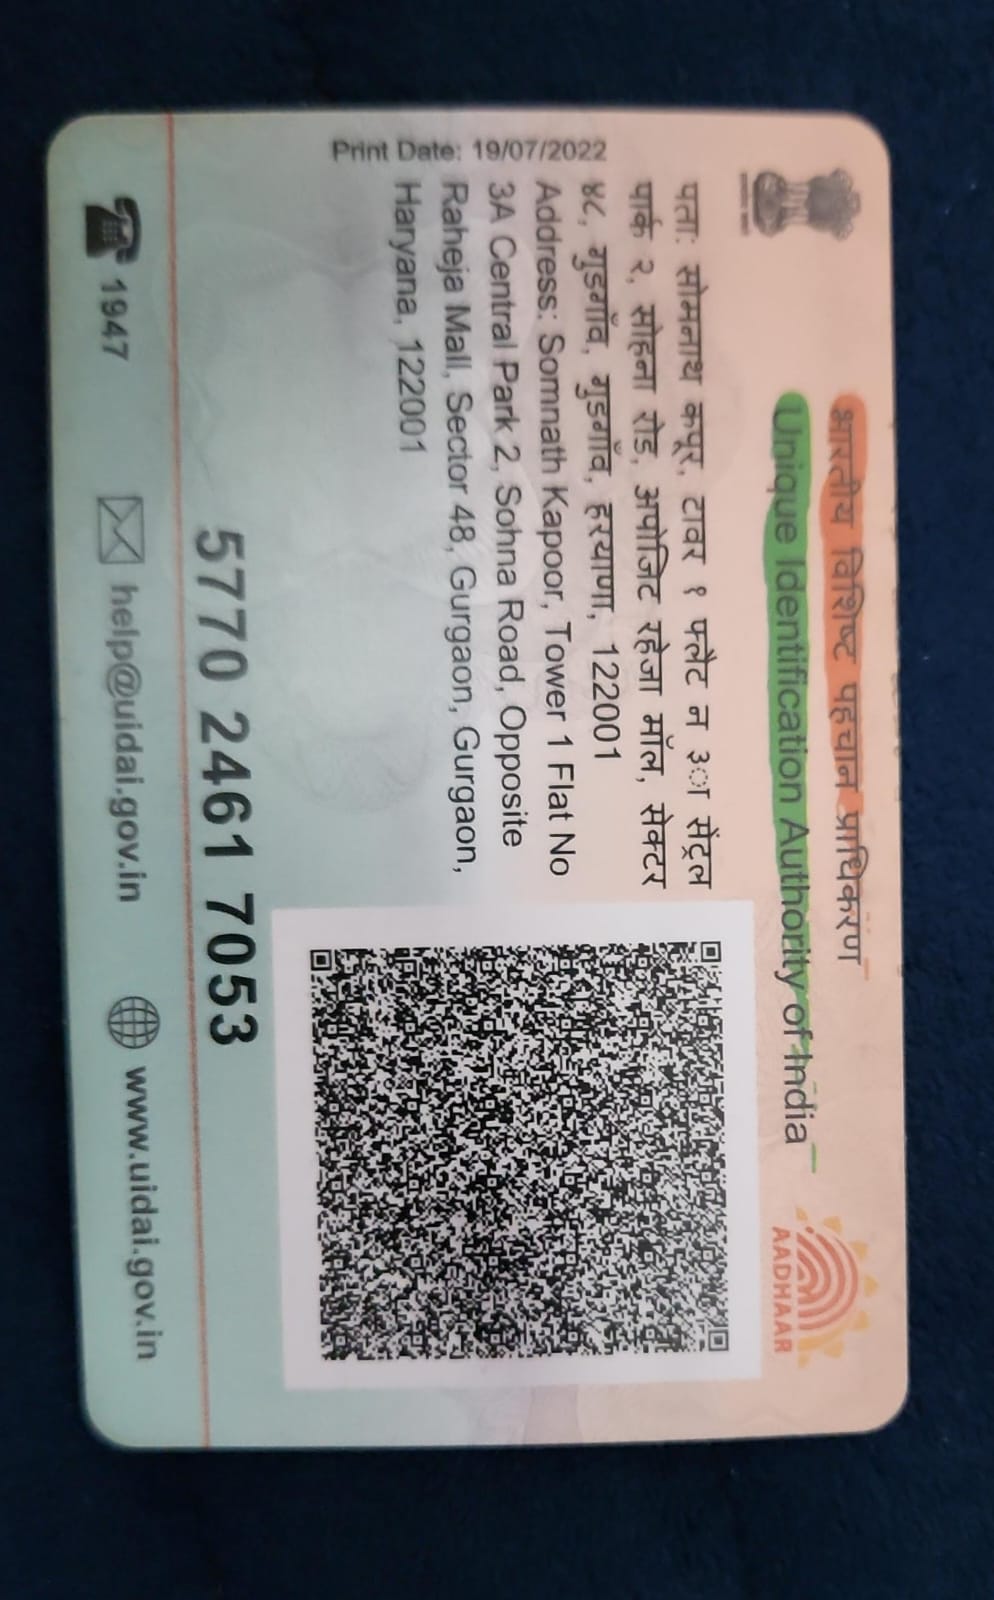 भारतीय विशिष्ट पहचान प्राधिकरण
Unique Identification Authority of India
AADHAAR
पता: सोमनाथ कपूर, टावर १ फ्लैट न ३ा सेंट्रल
पार्क २, सोहना रोड, अपोजिट रहेजा मॉल, सेक्टर
४८, गुडगाँव, गुडगाँव, हरयाणा, 122001
Address: Somnath Kapoor, Tower 1 Flat No
3A Central Park 2, Sohna Road, Opposite
Raheja Mall, Sector 48, Gurgaon, Gurgaon,
Haryana, 122001
Print Date: 19/07/2022
5770 2461 7053
1947 help@uidai.gov.in www.uidai.gov.in